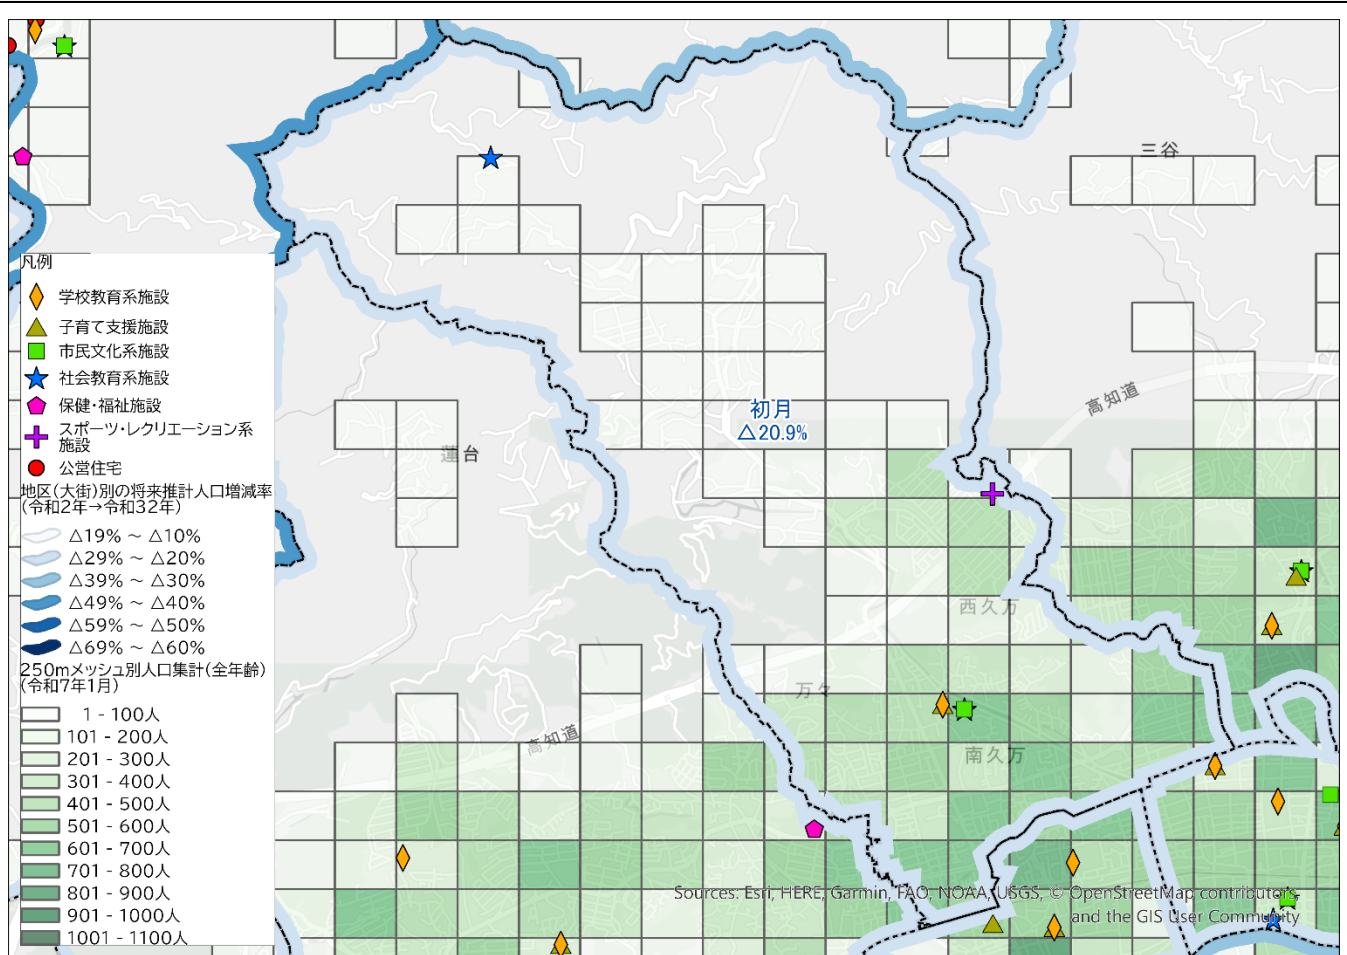 三谷
凡例
学校教育系施設
子育て支援施設
市民文化系施設
社会教育系施設
保健・福祉施設
スポーツ・レクリエーション系
施設
公営住宅
地区(大街)別の将来推計人口増減率
(令和2年→令和32年)
△19% ～ △10%
△29% ～ △20%
△39% ～ △30%
△49% ～ △40%
△59% ～ △50%
△69% ～ △60%
250mメッシュ別人口集計(全年齢)
(令和7年1月)
1 - 100人
101 - 200人
201 - 300人
301 - 400人
401 - 500人
501 - 600人
601 - 700人
701 - 800人
801 - 900人
901 - 1000人
1001 - 1100人
高知道
初月
△20.9%
蓮台
西久万
万々
高知道
南久万
Sources: Esri, HERE, Garmin, FAO, NOAA, USGS, © OpenStreetMap contributors,
and the GIS User Community